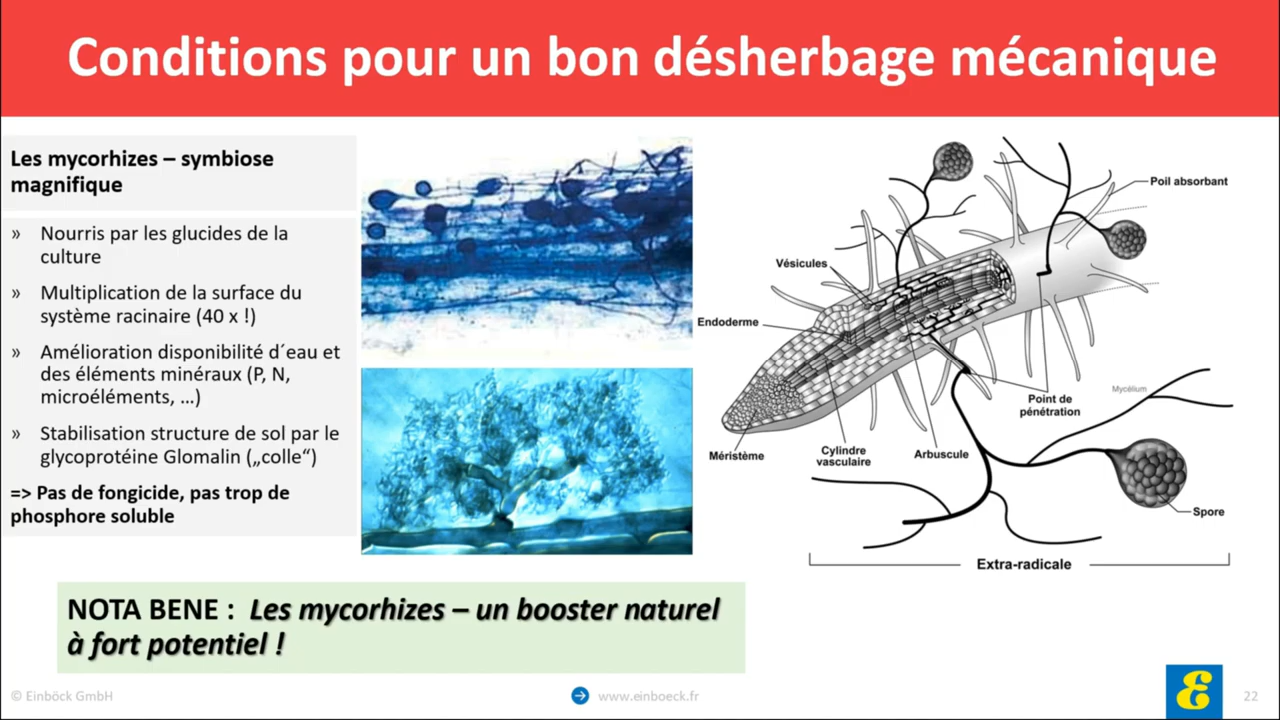 Conditions pour un bon désherbage mécanique
Les mycorhizes – symbiose
magnifique
» Nourris par les glucides de la
culture
» Multiplication de la surface du
système racinaire (40 x !)
» Amélioration disponibilité d´eau et
des éléments minéraux (P, N,
microéléments, …)
» Stabilisation structure de sol par le
glycoprotéine Glomalin („colle“)
=> Pas de fongicide, pas trop de
phosphore soluble
Poil absorbant
Vésicules
Endoderme
Mycélium
Point de
pénétration
Méristème
Cylindre
vasculaire
Arbuscule
Spore
Extra-radicale
NOTA BENE : Les mycorhizes – un booster naturel
à fort potentiel !
© Einböck GmbH
www.einboeck.fr
E
22